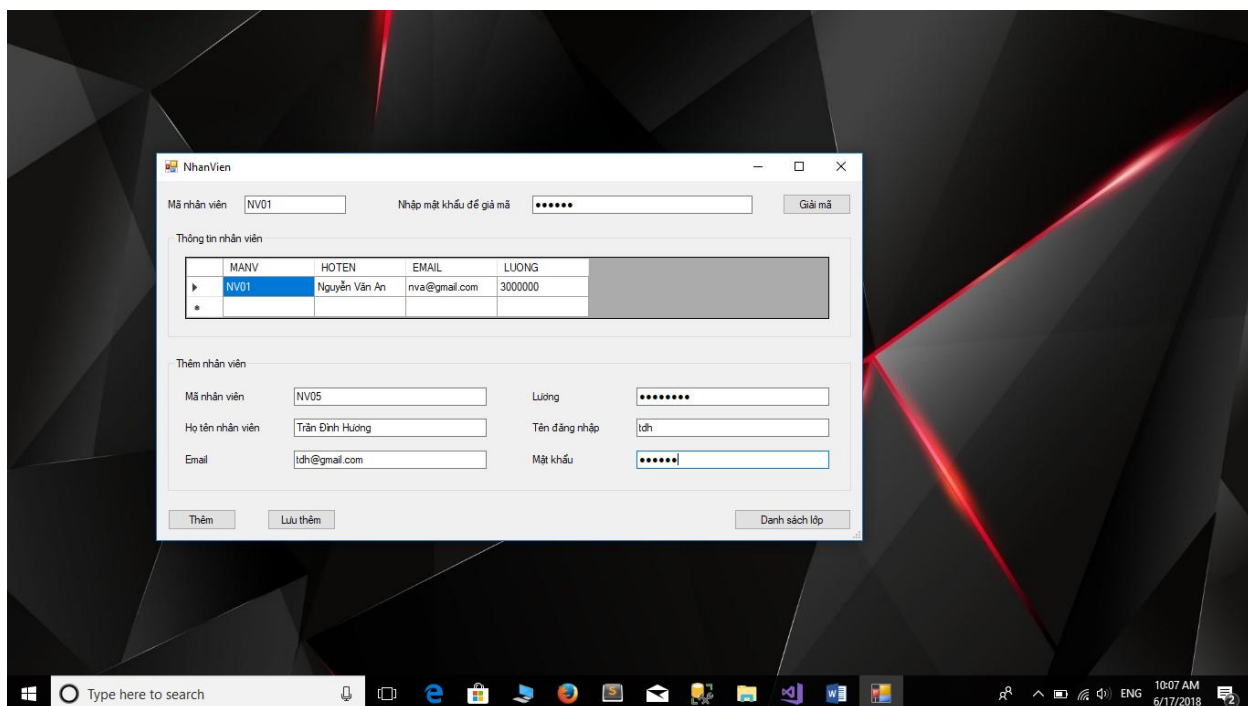 NhanVien
Mã nhân viên NV01 Nhập mật khẩu để giả mã •••••• Giải mã
Thông tin nhân viên
MANV HOTEN EMAIL LUONG
NV01 Nguyễn Văn An nva@gmail.com 3000000
Thêm nhân viên
Mã nhân viên NV05 Lương ••••••••
Họ tên nhân viên Trần Đình Hương Tên đăng nhập tdh
Email tdh@gmail.com Mật khẩu ••••••
Thêm Lưu thêm Danh sách lớp
Type here to search ENG 10:07 AM
6/17/2018 2